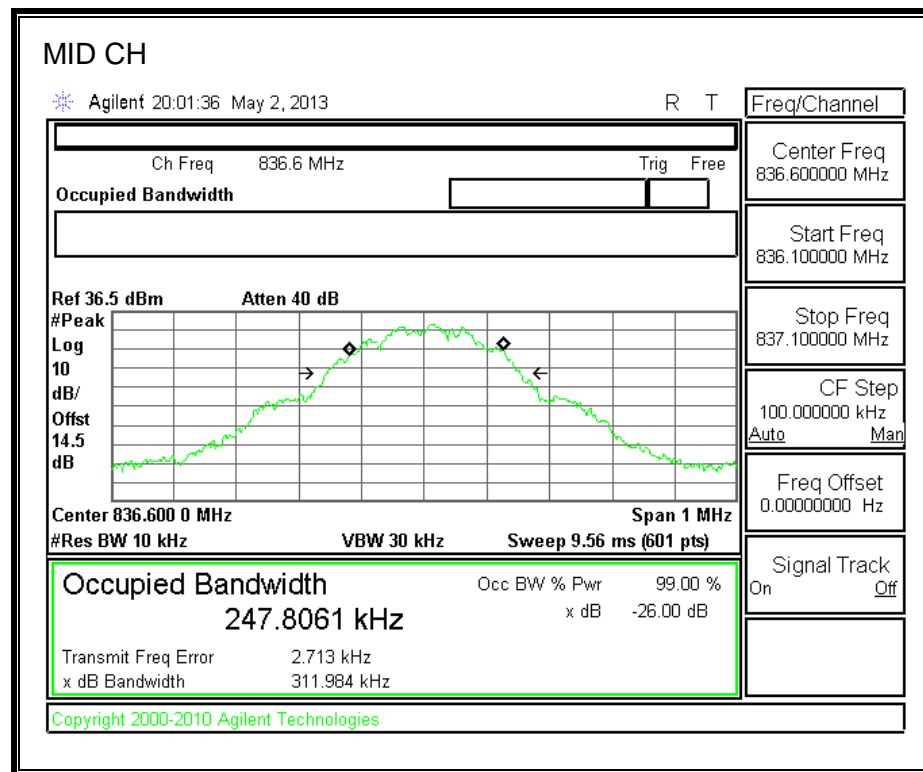 MID CH
Agilent 20:01:36 May 2, 2013 R T
Ch Freq 836.6 MHz Trig Free
Occupied Bandwidth
Ref 36.5 dBm Atten 40 dB
#Peak
Log
10
dB/
Offst
14.5
dB
Center 836.600 0 MHz Span 1 MHz
#Res BW 10 kHz VBW 30 kHz Sweep 9.56 ms (601 pts)
Occupied Bandwidth Occ BW % Pwr 99.00 %
247.8061 kHz x dB -26.00 dB
Transmit Freq Error 2.713 kHz
x dB Bandwidth 311.984 kHz
Copyright 2000-2010 Agilent Technologies
Freq/Channel
Center Freq
836.600000 MHz
Start Freq
836.100000 MHz
Stop Freq
837.100000 MHz
CF Step
100.000000 kHz
Auto Man
Freq Offset
0.00000000 Hz
Signal Track
On Off